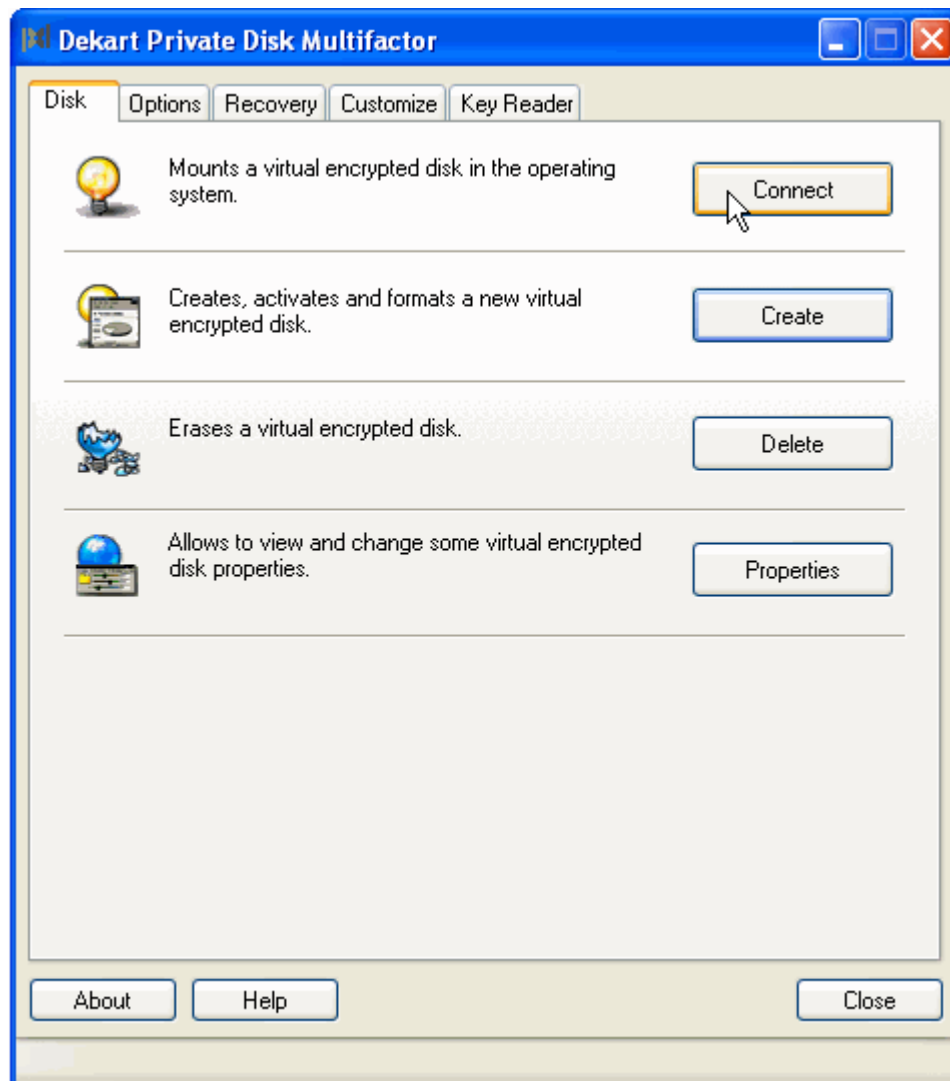 Dekart Private Disk Multifactor
Disk Options Recovery Customize Key Reader
Mounts a virtual encrypted disk in the operating
system.
Connect
Creates, activates and formats a new virtual
encrypted disk.
Create
Erases a virtual encrypted disk.
Delete
Allows to view and change some virtual encrypted
disk properties.
Properties
About Help Close